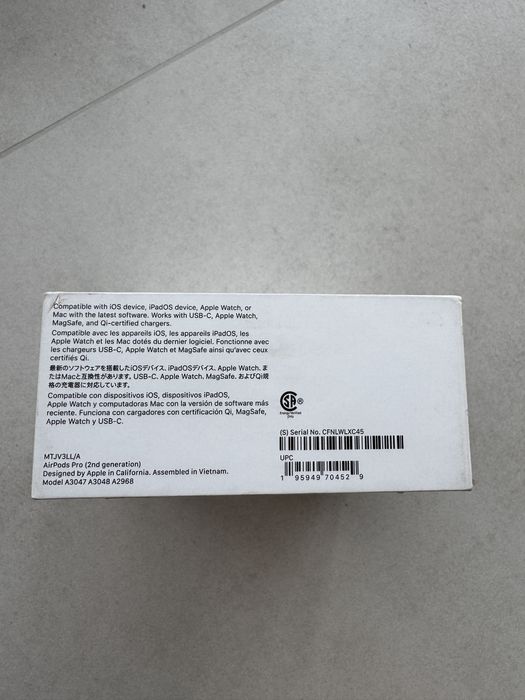 Compatible with iOS device, iPadOS device, Apple Watch, or
Mac with the latest software. Works with USB-C, Apple Watch,
MagSafe, and Qi-certified chargers.
Compatible avec les appareils iOS, les appareils iPadOS, les
Apple Watch et les Mac dotés du dernier logiciel. Fonctionne avec
les chargeurs USB-C, Apple Watch et MagSafe ainsi qu'avec ceux
certifiés Qi.
最新のソフトウェアを搭載したiOSデバイス、iPadOSデバイス、Apple Watch、ま
たはMacと互換性があります。USB-C、Apple Watch、MagSafe、およびQi規
格の充電器に対応しています。
Compatible con dispositivos iOS, dispositivos iPadOS,
Apple Watch y computadoras Mac con la versión de software más
reciente. Funciona con cargadores con certificación Qi, MagSafe,
Apple Watch y USB-C.
MTJV3LL/A
AirPods Pro (2nd generation)
Designed by Apple in California. Assembled in Vietnam.
Model A3047 A3048 A2968
SA ®
Energy Verified
Only
(S) Serial No. CFNLWLXC45
UPC
1 95949 70452 9